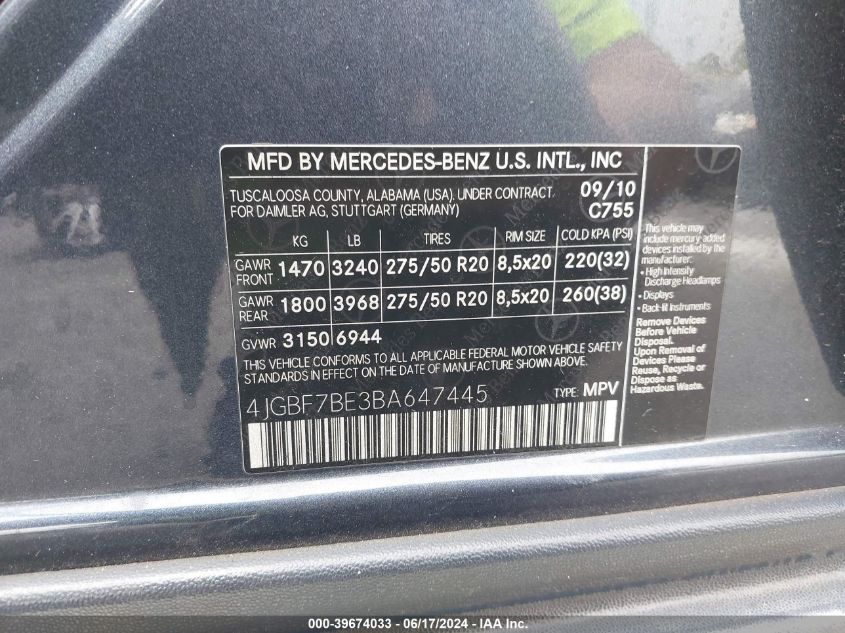 MFD BY MERCEDES-BENZ U.S. INTL., INC
TUSCALOOSA COUNTY, ALABAMA (USA). UNDER CONTRACT 09/10
FOR DAIMLER AG, STUTTGART (GERMANY) C755
KG LB TIRES RIM SIZE COLD KPA (PSI)
GAWR FRONT 1470 3240 275/50 R20 8,5x20 220(32)
GAWR REAR 1800 3968 275/50 R20 8,5x20 260(38)
GVWR 3150 6944
THIS VEHICLE CONFORMS TO ALL APPLICABLE FEDERAL MOTOR VEHICLE SAFETY
STANDARDS IN EFFECT ON THE DATE OF MANUFACTURE SHOWN ABOVE.
4JGBF7BE3BA647445 TYPE: MPV
This vehicle may
include mercury-added
devices installed by the
manufacturer:
• High Intensity
Discharge Headlamps
• Displays
• Back-lit Instruments
Remove Devices
Before Vehicle
Disposal.
Upon Removal of
Devices Please
Reuse, Recycle or
Dispose as
Hazardous Waste.
000-39674033 / 06/17/2024 - IAA Inc.